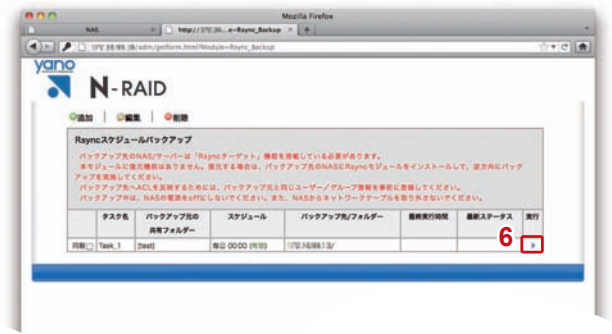 Mozilla Firefox
NAS
e=Rsync_Backup
/adm/getform.html?Module=Rsync_Backup
yano
N-RAID
追加 | 編集 | 削除
Rsyncスケジュールバックアップ
バックアップ先のNAS/サーバーは「Rsyncターゲット」機能を搭載している必要があります。
本モジュールに復元機能はありません。復元する場合は、バックアップ先のNASにRsyncモジュールをインストールして、逆方向にバック
アップを実施してください。
バックアップ先へACLを反映するためには、バックアップ元と同じユーザー/グループ情報を事前に登録してください。
バックアップ中は、NASの電源をoffにしないでください。また、NASからネットワークケーブルを取り外さないでください。
タスク名 バックアップ元の共有フォルダー スケジュール バックアップ先/フォルダー 最終実行時間 最新ステータス 実行
同期 Task_1 [test] 毎日 00:00 (有効)
6